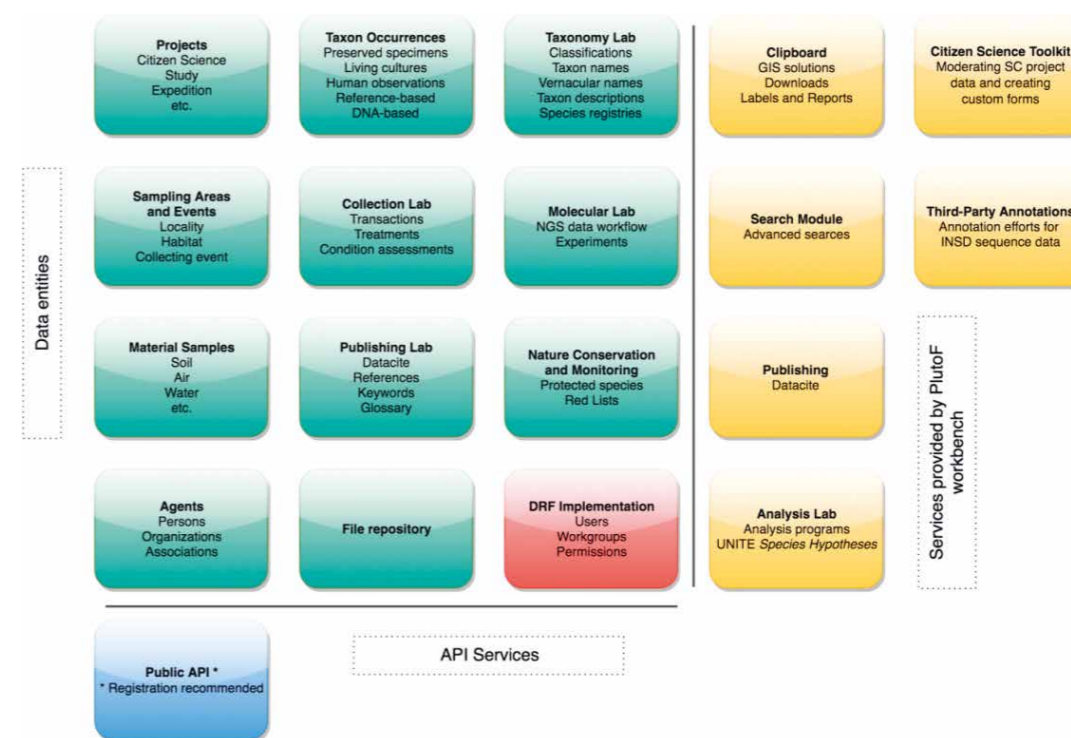 Projects
Citizen Science
Study
Expedition
etc.
Taxon Occurrences
Preserved specimens
Living cultures
Human observations
Reference-based
DNA-based
Taxonomy Lab
Classifications
Taxon names
Vernacular names
Taxon descriptions
Species registries
Clipboard
GIS solutions
Downloads
Labels and Reports
Citizen Science Toolkit
Moderating SC project
data and creating
custom forms
Data entities
Sampling Areas
and Events
Locality
Habitat
Collecting event
Collection Lab
Transactions
Treatments
Condition assessments
Molecular Lab
NGS data workflow
Experiments
Search Module
Advanced seares
Third-Party Annotations
Annotation efforts for
INSD sequence data
Material Samples
Soil
Air
Water
etc.
Publishing Lab
Datacite
References
Keywords
Glossary
Nature Conservation
and Monitoring
Protected species
Red Lists
Publishing
Datacite
Services provided by PlutoF
workbench
Agents
Persons
Organizations
Associations
File repository
DRF Implementation
Users
Workgroups
Permissions
Analysis Lab
Analysis programs
UNITE Species Hypotheses
API Services
Public API *
* Registration recommended